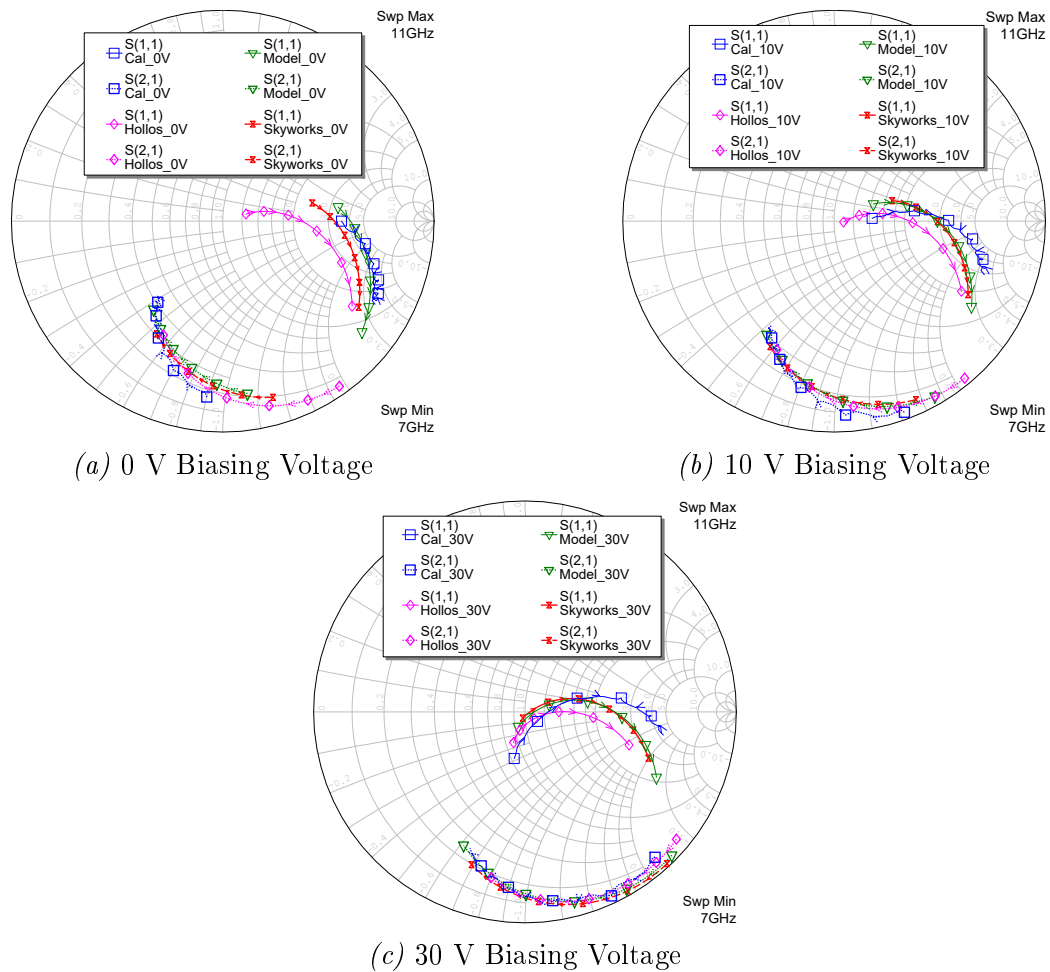 Swp Max
11GHz
S(1,1)
Cal_0V
S(1,1)
Model_0V
S(2,1)
Cal_0V
S(2,1)
Model_0V
S(1,1)
Hollos_0V
S(1,1)
Skyworks_0V
S(2,1)
Hollos_0V
S(2,1)
Skyworks_0V
Swp Min
7GHz
(a) 0 V Biasing Voltage
Swp Max
11GHz
S(1,1)
Cal_10V
S(1,1)
Model_10V
S(2,1)
Cal_10V
S(2,1)
Model_10V
S(1,1)
Hollos_10V
S(1,1)
Skyworks_10V
S(2,1)
Hollos_10V
S(2,1)
Skyworks_10V
Swp Min
7GHz
(b) 10 V Biasing Voltage
Swp Max
11GHz
S(1,1)
Cal_30V
S(1,1)
Model_30V
S(2,1)
Cal_30V
S(2,1)
Model_30V
S(1,1)
Hollos_30V
S(1,1)
Skyworks_30V
S(2,1)
Hollos_30V
S(2,1)
Skyworks_30V
Swp Min
7GHz
(c) 30 V Biasing Voltage